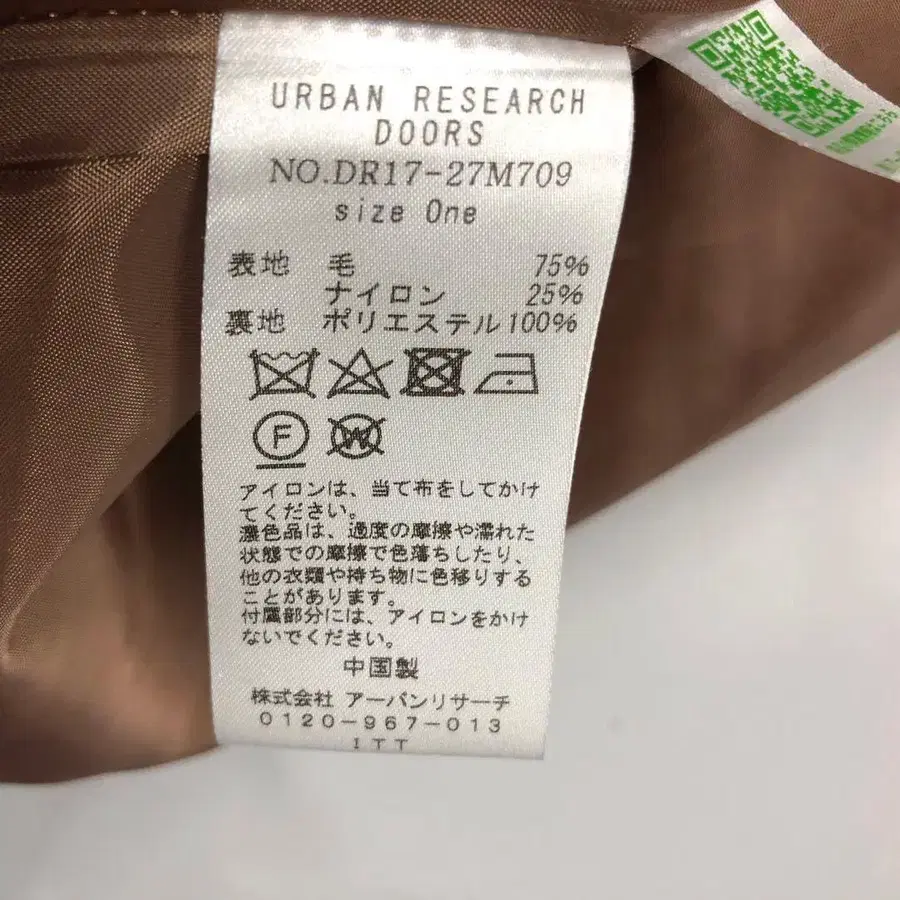 URBAN RESEARCH
DOORS
NO.DR17-27M709
size One
表地 毛 75%
ナイロン 25%
裏地 ポリエステル 100%
F
W
アイロンは、当て布をしてかけ
てください。
濃色品は、過度の摩擦や濡れた
状態での摩擦で色落ちしたり、
他の衣類や持ち物に色移りする
ことがあります。
付属部分には、アイロンをかけ
ないでください。
中国製
株式会社 アーバンリサーチ
0120-967-013
ITT